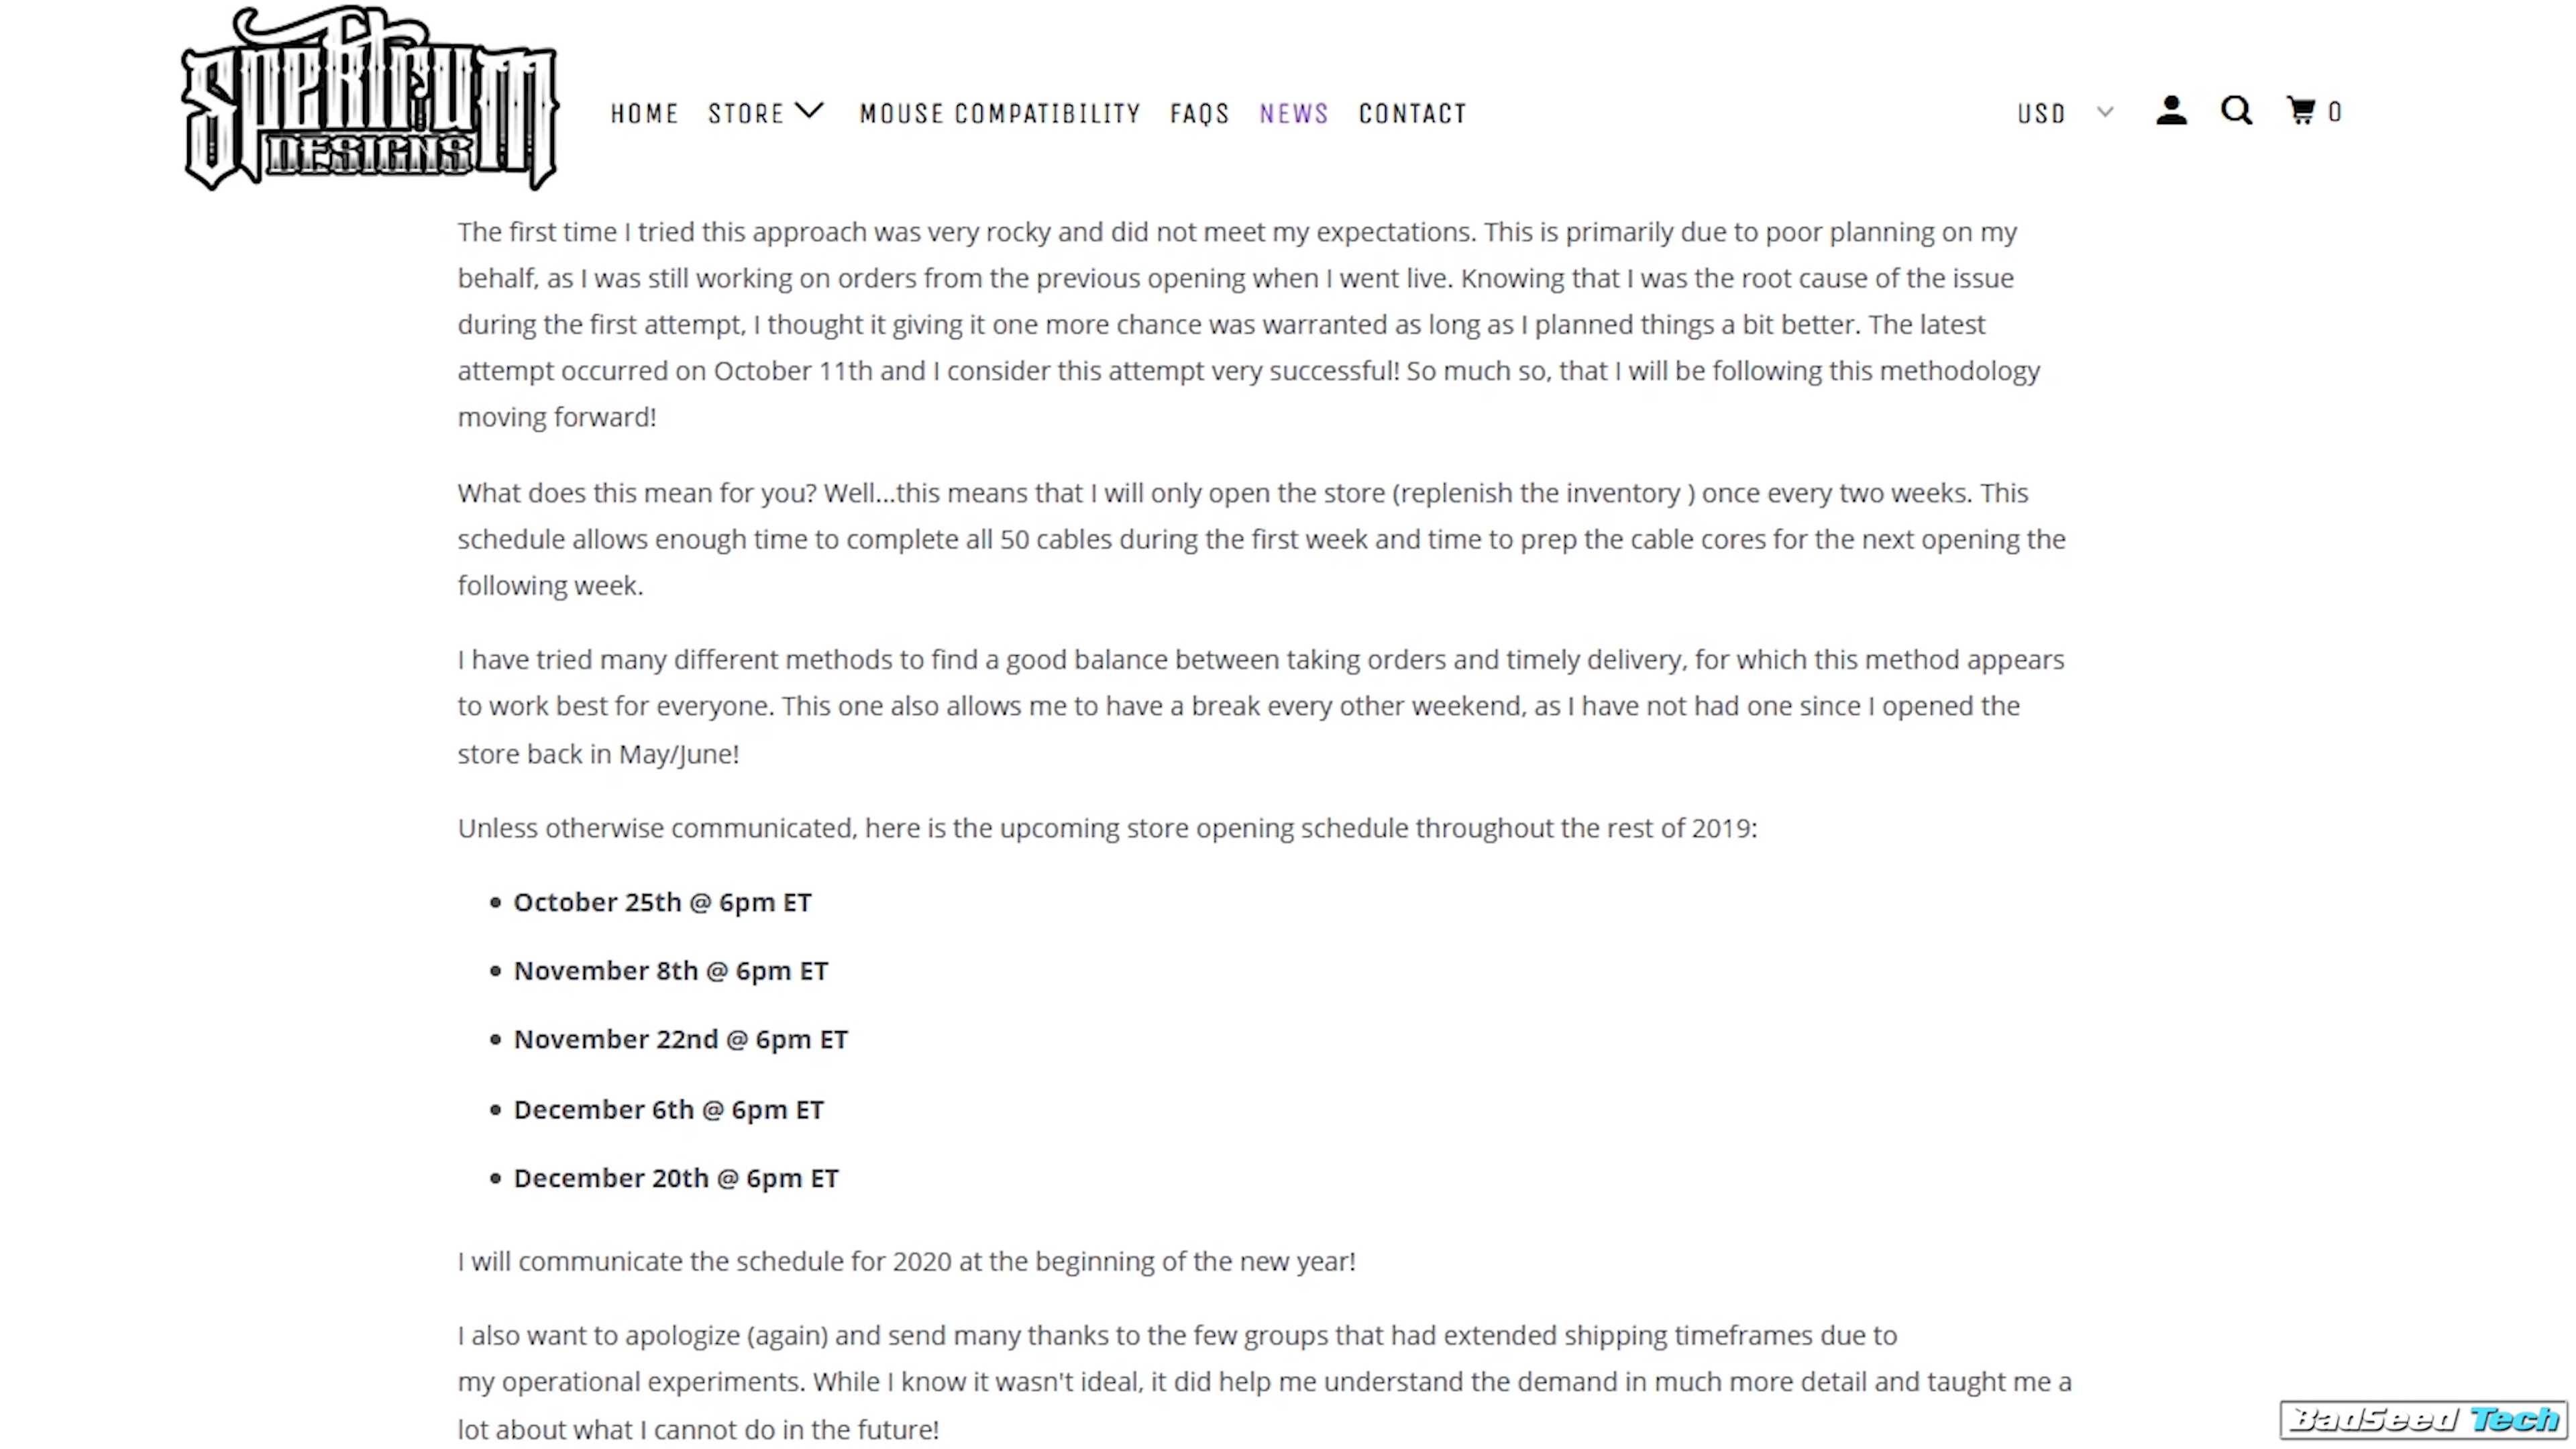 Spektrum
DESIGNS
HOME STORE MOUSE COMPATIBILITY FAQS NEWS CONTACT USD 0
The first time I tried this approach was very rocky and did not meet my expectations. This is primarily due to poor planning on my
behalf, as I was still working on orders from the previous opening when I went live. Knowing that I was the root cause of the issue
during the first attempt, I thought it giving it one more chance was warranted as long as I planned things a bit better. The latest
attempt occurred on October 11th and I consider this attempt very successful! So much so, that I will be following this methodology
moving forward!
What does this mean for you? Well...this means that I will only open the store (replenish the inventory ) once every two weeks. This
schedule allows enough time to complete all 50 cables during the first week and time to prep the cable cores for the next opening the
following week.
I have tried many different methods to find a good balance between taking orders and timely delivery, for which this method appears
to work best for everyone. This one also allows me to have a break every other weekend, as I have not had one since I opened the
store back in May/June!
Unless otherwise communicated, here is the upcoming store opening schedule throughout the rest of 2019:
• October 25th @ 6pm ET
• November 8th @ 6pm ET
• November 22nd @ 6pm ET
• December 6th @ 6pm ET
• December 20th @ 6pm ET
I will communicate the schedule for 2020 at the beginning of the new year!
I also want to apologize (again) and send many thanks to the few groups that had extended shipping timeframes due to
my operational experiments. While I know it wasn't ideal, it did help me understand the demand in much more detail and taught me a
lot about what I cannot do in the future!
BadSeed Tech